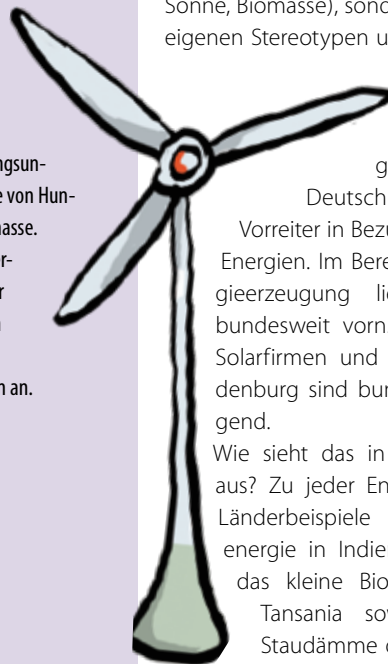 ngsun-
e von Hun-
nasse.
er-
r
n an.
Sonne, Biomasse), sond
eigenen Stereotypen u
g
Deutsch
Vorreiter in Bezu
Energien. Im Bere
gieerzeugung lie
bundesweit vorn.
Solarfirmen und
denburg sind bun
gend.
Wie sieht das in
aus? Zu jeder En
Länderbeispiele
energie in Indie
das kleine Bio
Tansania sow
Staudämme